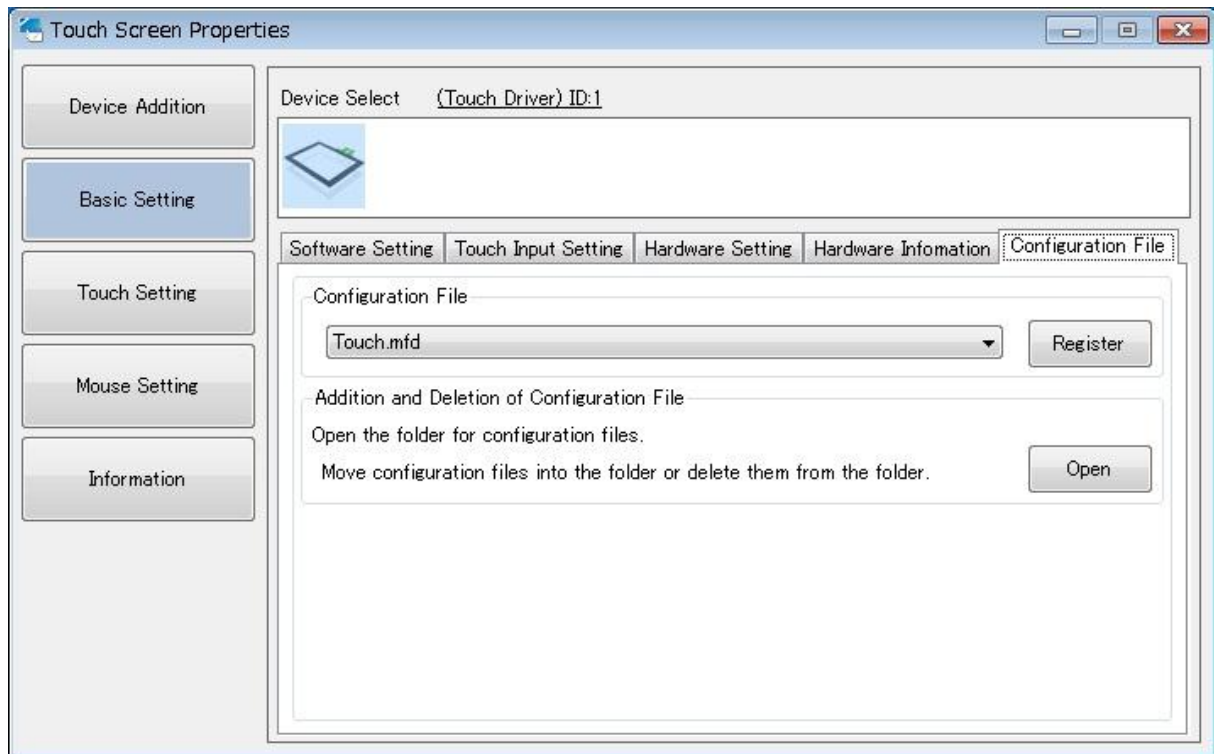 Touch Screen Properties
Device Addition
Basic Setting
Touch Setting
Mouse Setting
Information
Device Select (Touch Driver) ID:1
Software Setting Touch Input Setting Hardware Setting Hardware Infomation Configuration File
Configuration File
Touch.mfd
Register
Addition and Deletion of Configuration File
Open the folder for configuration files.
Move configuration files into the folder or delete them from the folder.
Open